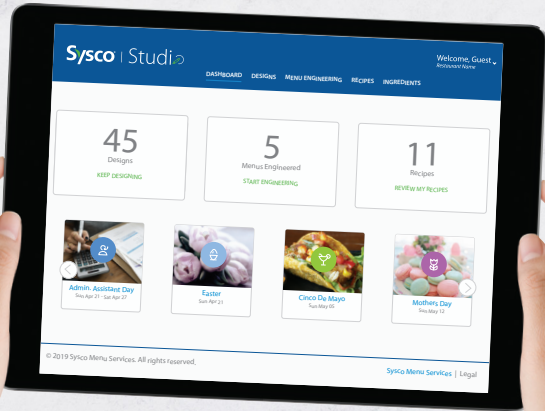 Sysco | Studio
Welcome, Guest
Restaurant Name
DASHBOARD DESIGNS MENU ENGINEERING RECIPES INGREDIENTS
45
Designs
KEEP DESIGNING
5
Menus Engineered
START ENGINEERING
11
Recipes
REVIEW MY RECIPES
Admin. Assistant Day
Sun Apr 21 - Sat Apr 27
Easter
Sun Apr 21
Cinco De Mayo
Sun May 05
Mothers Day
Sun May 12
© 2019 Sysco Menu Services. All rights reserved.
Sysco Menu Services | Legal